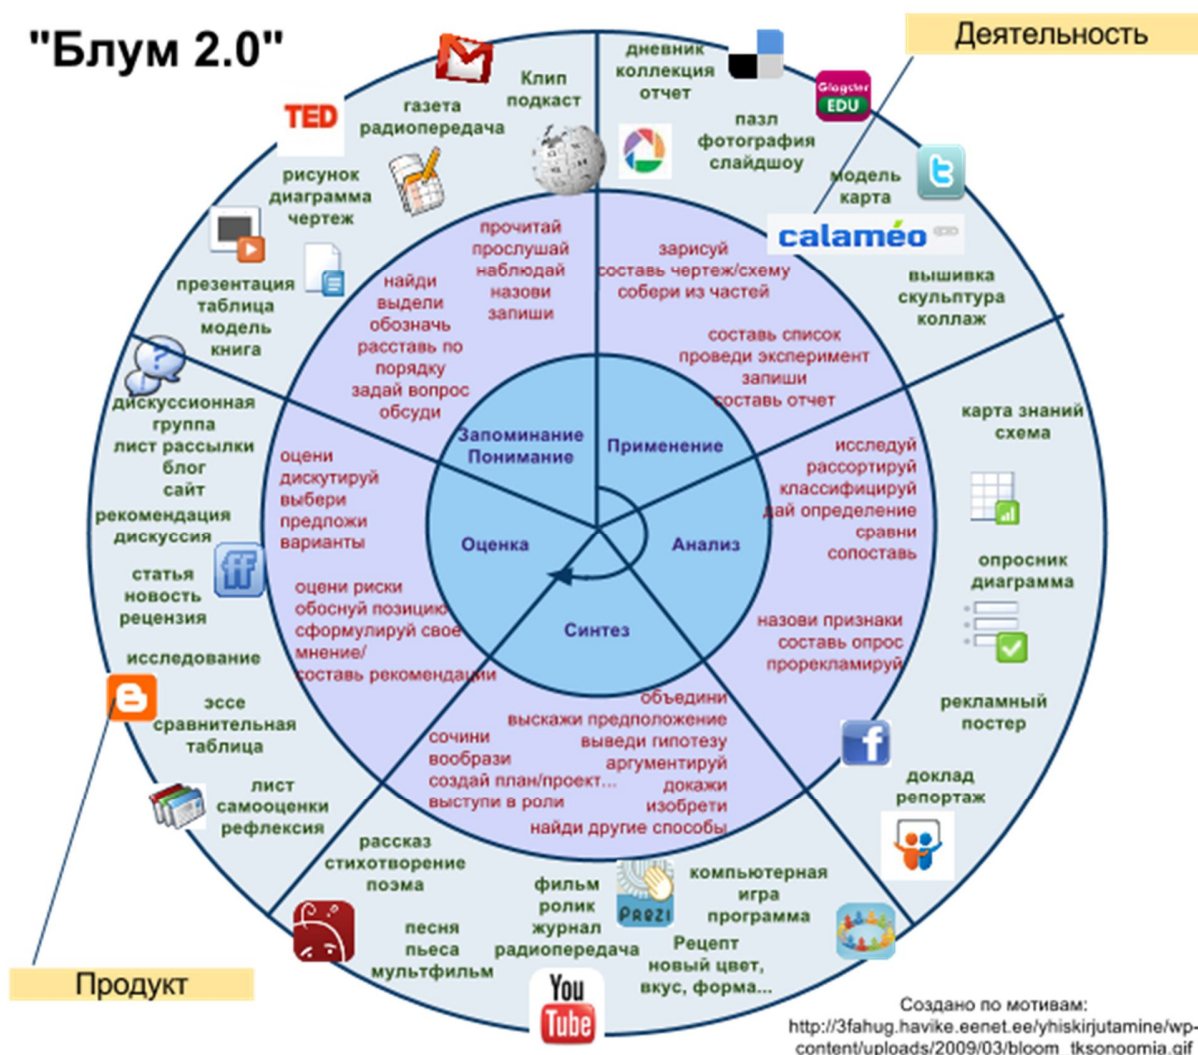 "Блум 2.0"
Деятельность
Клип
подкаст
газета
радиопередача
TED
рисунок
диаграмма
чертеж
презентация
таблица
модель
книга
дневник
коллекция
отчет
Glogster
EDU
пазл
фотография
слайдшоу
модель
карта
calaméo
вышивка
скульптура
коллаж
прочитай
прослушай
наблюдай
назови
запиши
найди
выдели
обозначь
расставь по
порядку
задай вопрос
обсуди
зарисуй
составь чертеж/схему
собери из частей
составь список
проведи эксперимент
запиши
составь отчет
Запоминание
Понимание
Применение
Анализ
Синтез
Оценка
исследуй
рассортируй
классифицируй
дай определение
сравни
сопоставь
назови признаки
составь опрос
прорекламируй
карта знаний
схема
опросник
диаграмма
рекламный
постер
доклад
репортаж
объедини
выскажи предположение
выведи гипотезу
аргументируй
докажи
изобрети
найди другие способы
сочини
вообрази
создай план/проект...
выступи в роли
рассказ
стихотворение
поэма
песня
пьеса
мультфильм
фильм
ролик
журнал
радиопередача
PREZI
компьютерная
игра
программа
Рецепт
новый цвет,
вкус, форма...
You
Tube
оцени
дискутируй
выбери
предложи
варианты
оцени риски
обоснуй позицию
сформулируй свое
мнение/
составь рекомендации
дискуссионная
группа
лист рассылки
блог
сайт
рекомендация
дискуссия
статья
новость
рецензия
ff
исследование
эссе
сравнительная
таблица
лист
самооценки
рефлексия
Продукт
Создано по мотивам:
http://3fahug.havike.eenet.ee/yhiskirjutamine/wp-
content/uploads/2009/03/bloom_tksonoomia.gif